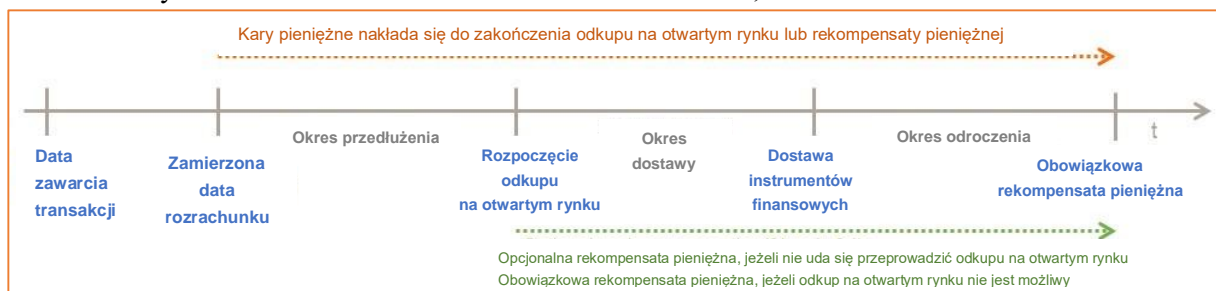 Kary pieniężne nakłada się do zakończenia odkupu na otwartym rynku lub rekompensaty pieniężnej
Okres przedłużenia
Okres
dostawy
Okres odroczenia
t
Data
zawarcia
transakcji
Zamierzona
data
rozrachunku
Rozpoczęcie
odkupu
na otwartym rynku
Dostawa
instrumentów
finansowych
Obowiązkowa
rekompensata pieniężna
Opcjonalna rekompensata pieniężna, jeżeli nie uda się przeprowadzić odkupu na otwartym rynku
Obowiązkowa rekompensata pieniężna, jeżeli odkup na otwartym rynku nie jest możliwy